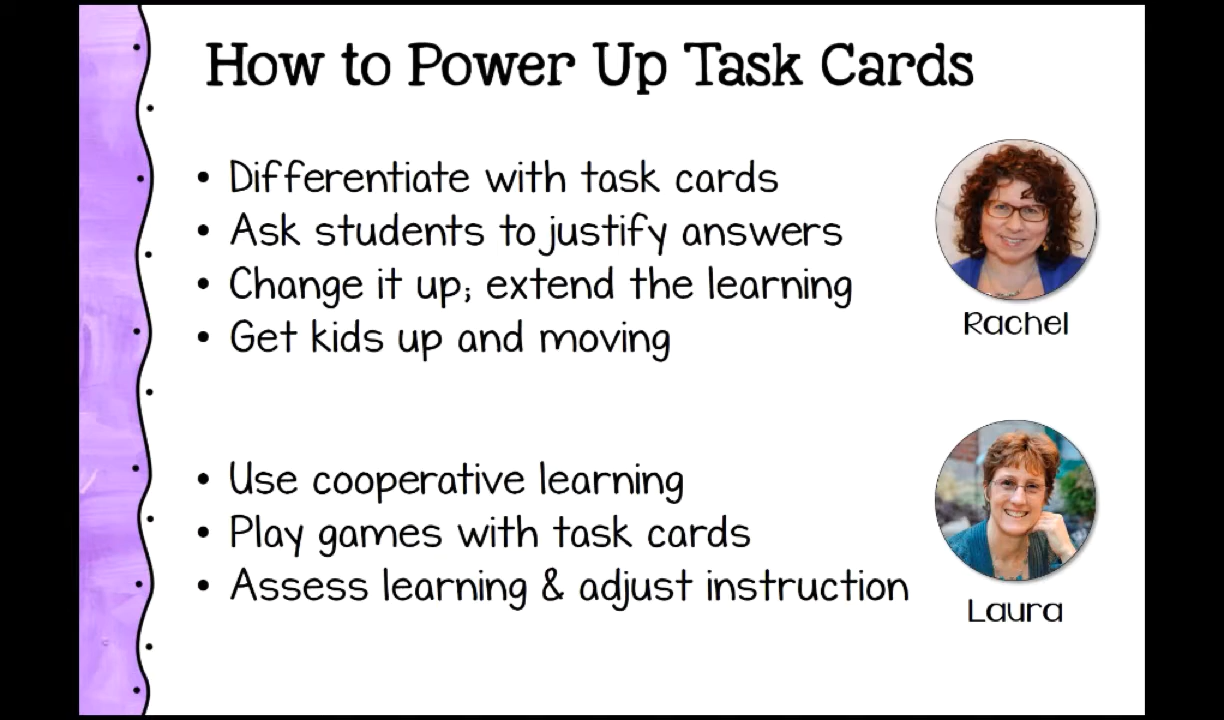 How to Power Up Task Cards
• Differentiate with task cards
• Ask students to justify answers
• Change it up; extend the learning
• Get kids up and moving
Rachel
• Use cooperative learning
• Play games with task cards
• Assess learning & adjust instruction
Laura